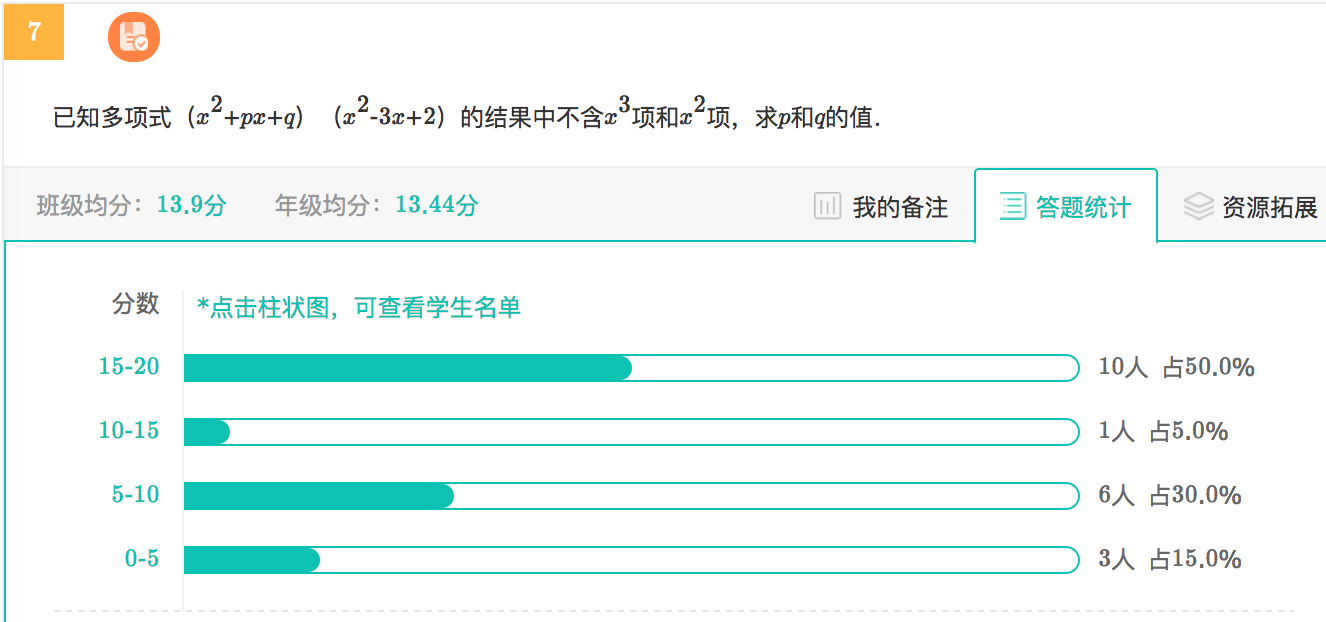 7
已知多项式（x²+px+q）（x²-3x+2）的结果中不含x³项和x²项，求p和q的值.
班级均分：13.9分 年级均分：13.44分 我的备注 答题统计 资源拓展
分数 *点击柱状图，可查看学生名单
15-20 10人 占50.0%
10-15 1人 占5.0%
5-10 6人 占30.0%
0-5 3人 占15.0%